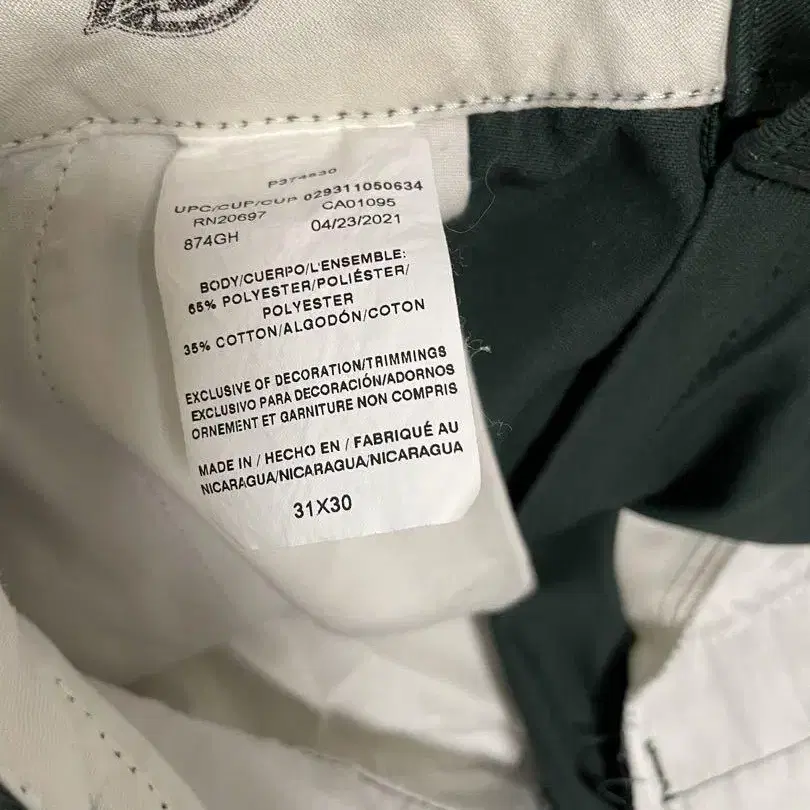 P374830
UPC/CUP/CUP 029311050634
RN20697 CA01095
874GH 04/23/2021
BODY/CUERPO/L'ENSEMBLE:
65% POLYESTER/POLIÉSTER/
POLYESTER
35% COTTON/ALGODÓN/COTON
EXCLUSIVE OF DECORATION/TRIMMINGS
EXCLUSIVO PARA DECORACIÓN/ADORNOS
ORNEMENT ET GARNITURE NON COMPRIS
MADE IN / HECHO EN / FABRIQUÉ AU
NICARAGUA/NICARAGUA/NICARAGUA
31X30